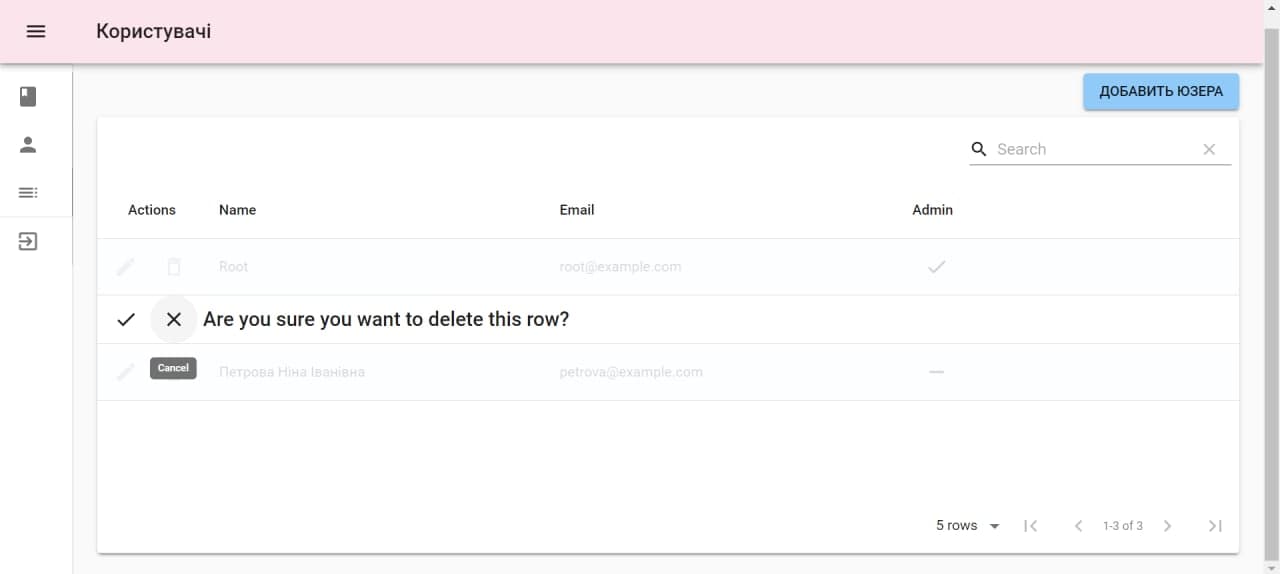 Користувачі
ДОБАВИТЬ ЮЗЕРА
Search
Actions Name Email Admin
Root root@example.com
Are you sure you want to delete this row?
Cancel
Петрова Ніна Іванівна petrova@example.com
5 rows 1-3 of 3